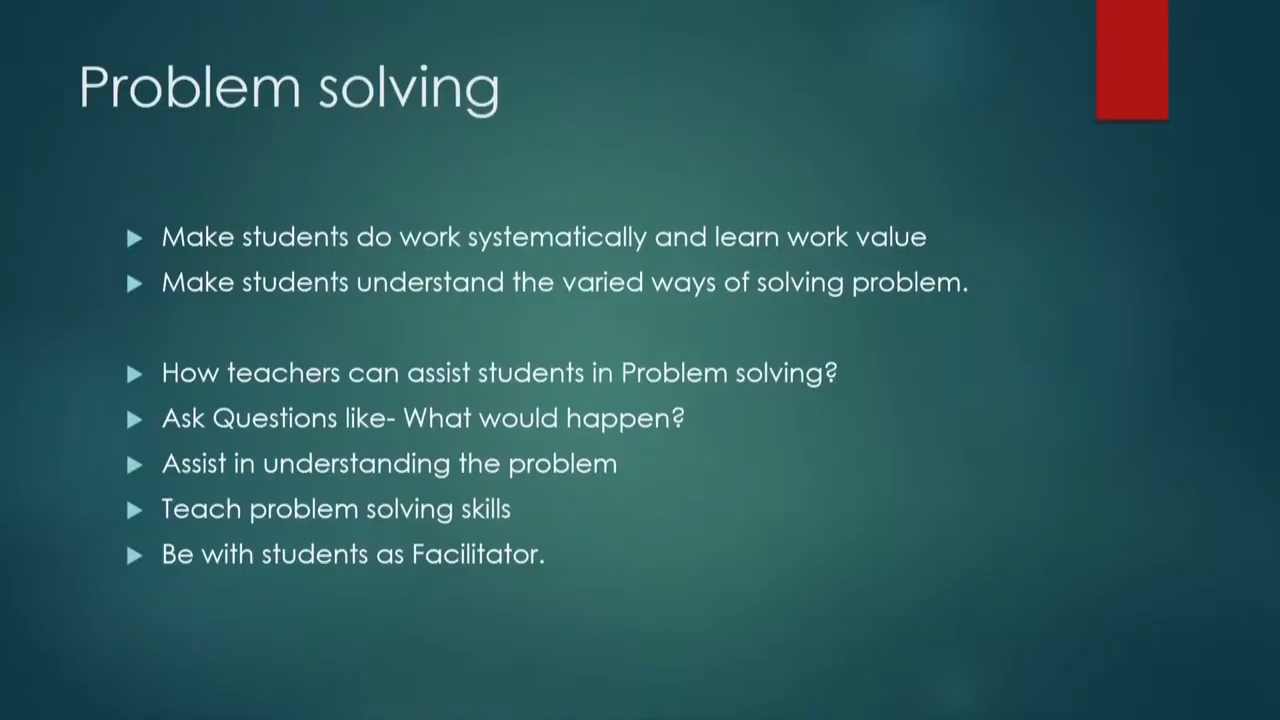 Problem solving
Make students do work systematically and learn work value
Make students understand the varied ways of solving problem.
How teachers can assist students in Problem solving?
Ask Questions like- What would happen?
Assist in understanding the problem
Teach problem solving skills
Be with students as Facilitator.